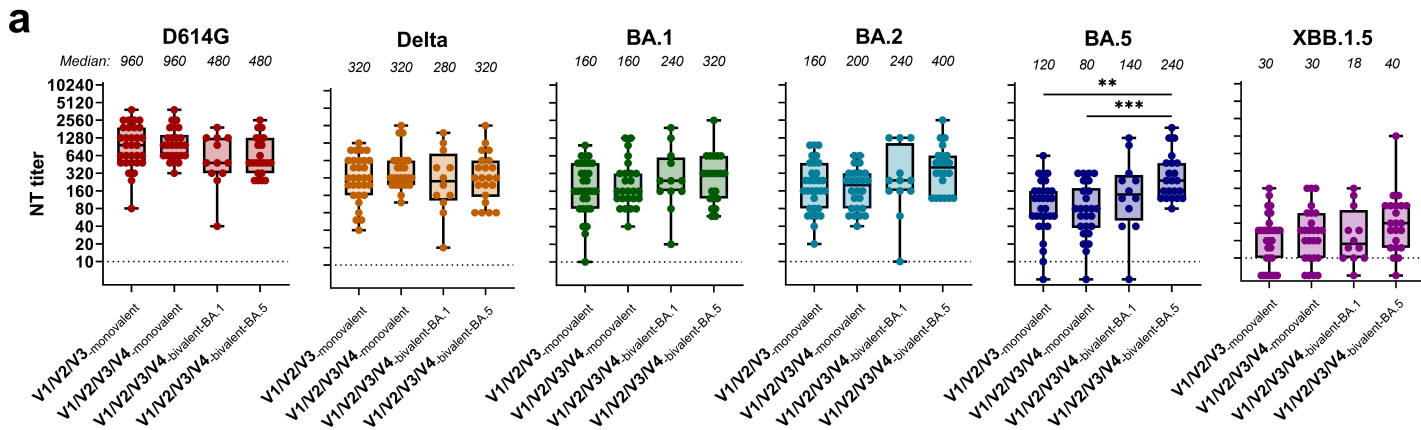 a
D614G
Delta
BA.1
BA.2
BA.5
XBB.1.5
Median: 960 960 480 480
320 320 280 320
160 160 240 320
160 200 240 400
120 80 140 240
30 30 18 40
**
***
NT titer
10240
5120
2560
1280
640
320
160
80
40
20
10
V1/V2/V3-monovalent
V1/V2/V3/V4-monovalent
V1/V2/V3/V4-bivalent-BA.1
V1/V2/V3/V4-bivalent-BA.5
V1/V2/V3-monovalent
V1/V2/V3/V4-monovalent
V1/V2/V3/V4-bivalent-BA.1
V1/V2/V3/V4-bivalent-BA.5
V1/V2/V3-monovalent
V1/V2/V3/V4-monovalent
V1/V2/V3/V4-bivalent-BA.1
V1/V2/V3/V4-bivalent-BA.5
V1/V2/V3-monovalent
V1/V2/V3/V4-monovalent
V1/V2/V3/V4-bivalent-BA.1
V1/V2/V3/V4-bivalent-BA.5
V1/V2/V3-monovalent
V1/V2/V3/V4-monovalent
V1/V2/V3/V4-bivalent-BA.1
V1/V2/V3/V4-bivalent-BA.5
V1/V2/V3-monovalent
V1/V2/V3/V4-monovalent
V1/V2/V3/V4-bivalent-BA.1
V1/V2/V3/V4-bivalent-BA.5